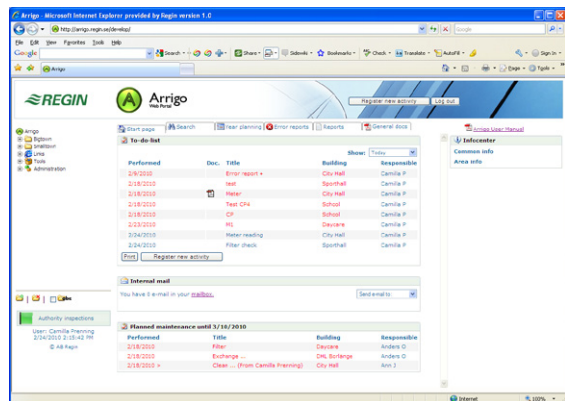 Arrigo - Microsoft Internet Explorer provided by Regin version 1.0
http://arrigo.regin.se/develop/
Google
File Edit View Favorites Tools Help
Google Search Share Sidewiki Bookmarks Check Translate AutoFill Sign In
Arrigo Page Tools
REGIN Arrigo
Web Portal
Register new activity Log out
Start page Search Year planning Error reports Reports General docs Arrigo User Manual
Arrigo
Bigtown
Smalltown
Links
Tools
Administration
To-do-list
Show: Today
Performed Doc. Title Building Responsible
2/9/2010 Error report + City Hall Camilla P
2/18/2010 test Sporthall Camilla P
2/18/2010 Meter City Hall Camilla P
2/18/2010 Test CF4 School Camilla P
2/18/2010 CF School Camilla P
2/23/2010 M1 Daycare Camilla P
2/24/2010 Meter reading City Hall Camilla P
2/24/2010 Filter check Sporthall Camilla P
Print Register new activity
Infocenter
Common info
Area info
Internal mail
You have 0 e-mail in your mailbox.
Send email to
Authority inspections
User: Camilla Prenning
2/24/2010 2:15:42 PM
© AB Regin
Planned maintenance until 3/10/2010
Performed Title Building Responsible
2/18/2010 Filter Daycare Anders O
2/18/2010 Exchange ... DML Borlänge Anders O
2/18/2010 > Clear ... (From Camilla Prenning) City Hall Ann J
Internet 100%